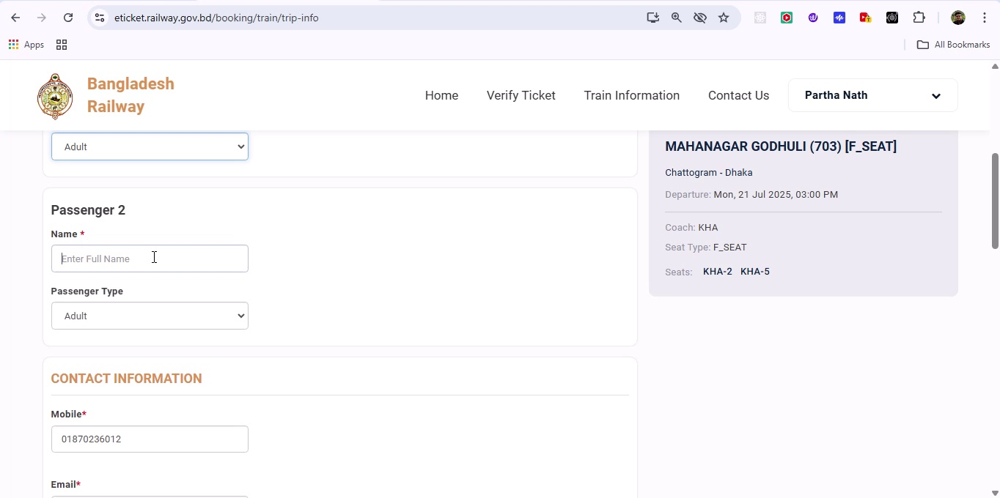 eticket.railway.gov.bd/booking/train/trip-info
Apps
All Bookmarks
Bangladesh
Railway
Home
Verify Ticket
Train Information
Contact Us
Partha Nath
Adult
Passenger 2
Name *
Enter Full Name
Passenger Type
Adult
CONTACT INFORMATION
Mobile*
01870236012
Email*
MAHANAGAR GODHULI (703) [F_SEAT]
Chattogram - Dhaka
Departure: Mon, 21 Jul 2025, 03:00 PM
Coach: KHA
Seat Type: F_SEAT
Seats: KHA-2 KHA-5